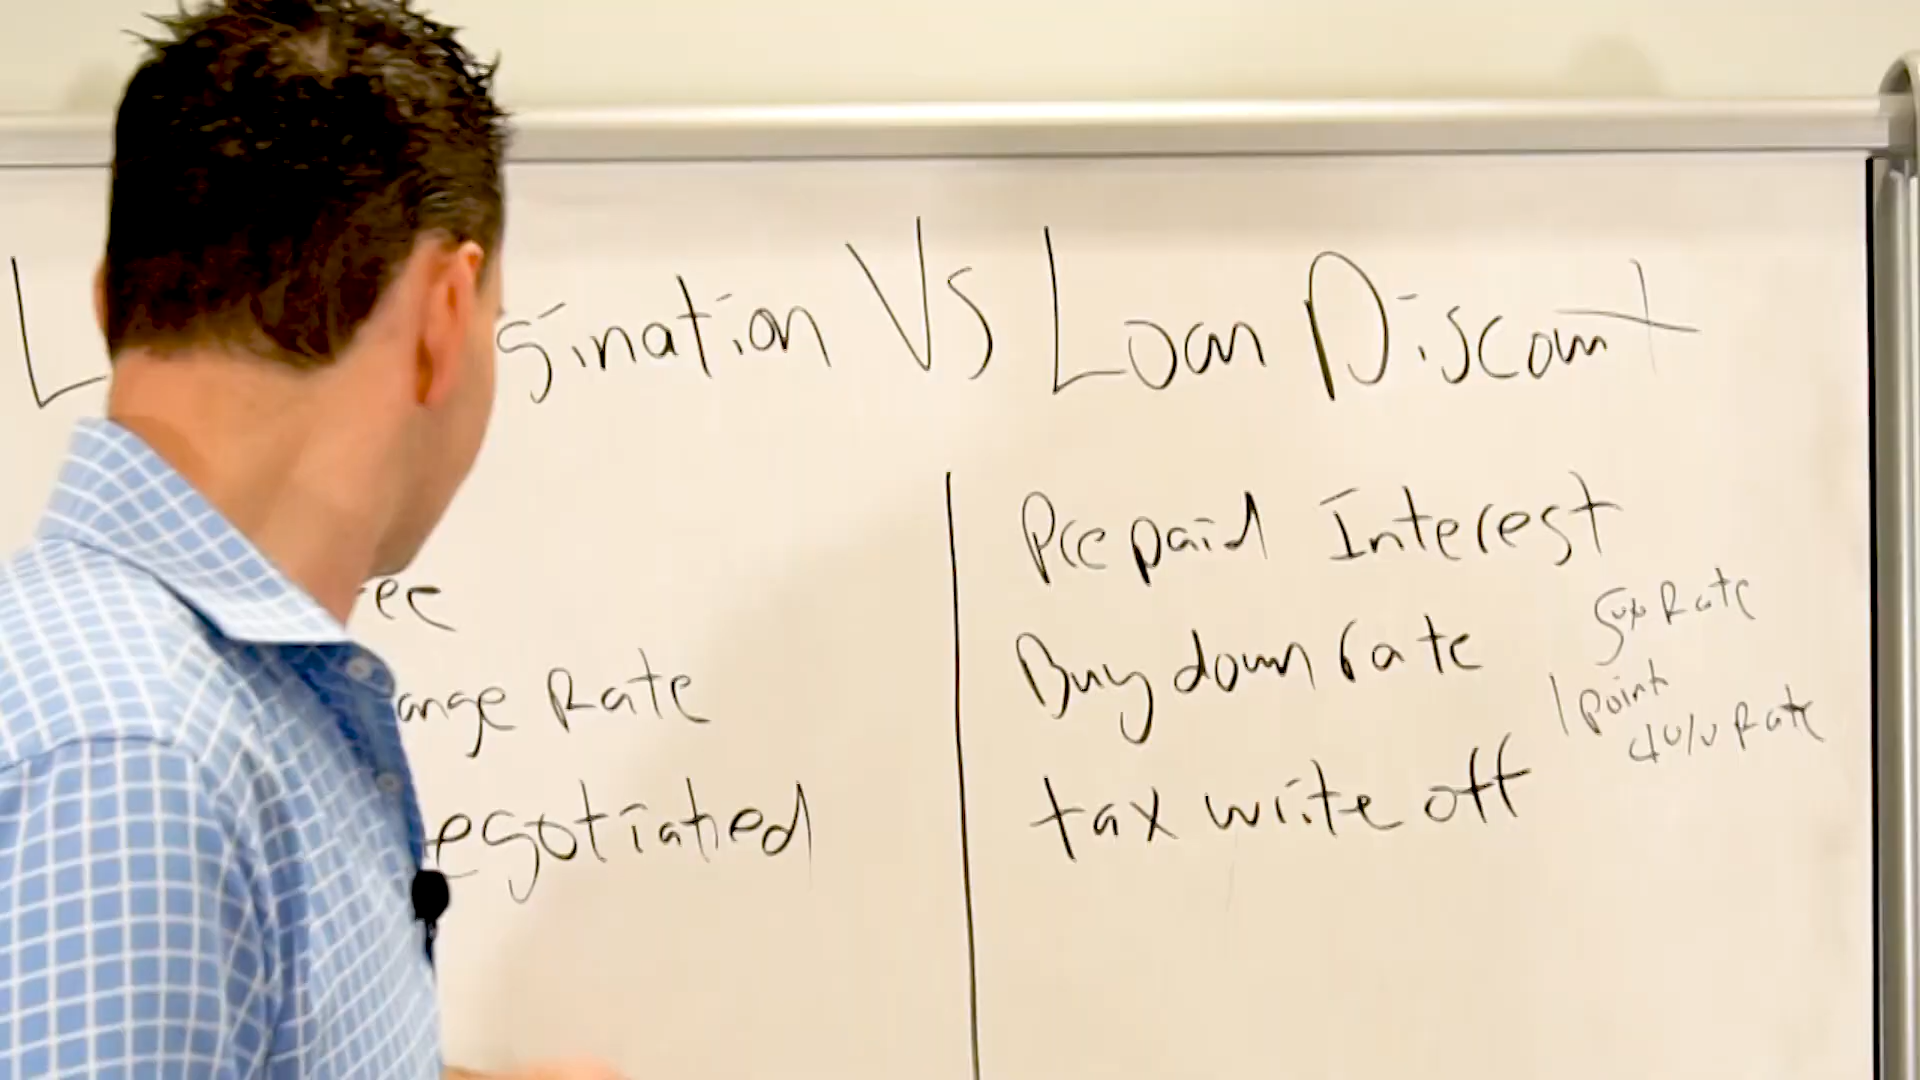 L gination Vs Loan Discount
ee
ange Rate
egotiated
Prepaid Interest
Buy down rate
tax write off
5% Rate
1 point
4% Rate